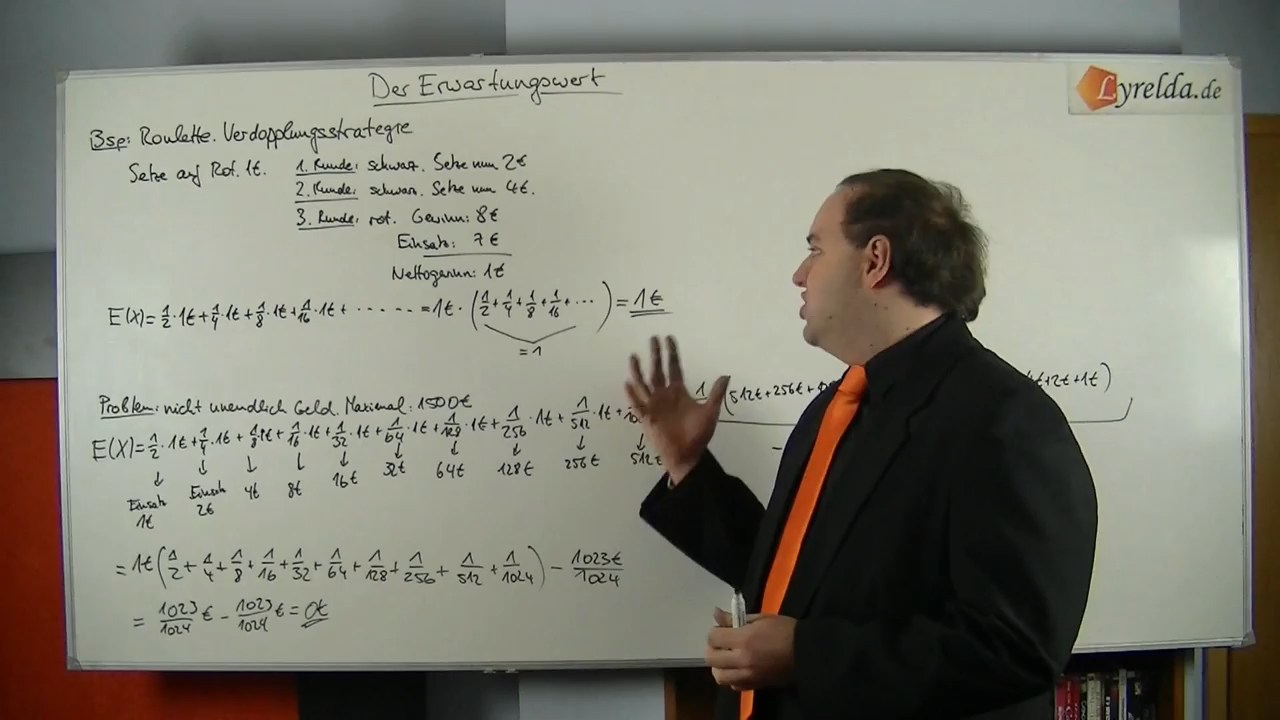 Der Erwartungswert
Lyrelda.de
Bsp: Roulette. Verdopplungsstrategie
Setze auf Rot. 1€. 1. Runde: schwarz. Setze nun 2€
2. Runde: schwarz. Setze nun 4€.
3. Runde: rot. Gewinn: 8€
Einsatz: 7€
Nettogewinn: 1€
E(X)=1/2·1€+1/4·1€+1/8·1€+1/16·1€+······=1€·(1/2+1/4+1/8+1/16+···)=1€
=1
Problem: nicht unendlich Geld. Maximal: 1500€
E(X)=1/2·1€+1/4·1€+1/8·1€+1/16·1€+1/32·1€+1/64·1€+1/128·1€+1/256·1€+1/512·1€+ (512€+256€+ +2€+1€)
Einsatz 1€ Einsatz 2€ 4€ 8€ 16€ 32€ 64€ 128€ 256€ 512€
=1€(1/2+1/4+1/8+1/16+1/32+1/64+1/128+1/256+1/512+1/1024)-1023€/1024
=1023/1024€-1023/1024€=0€